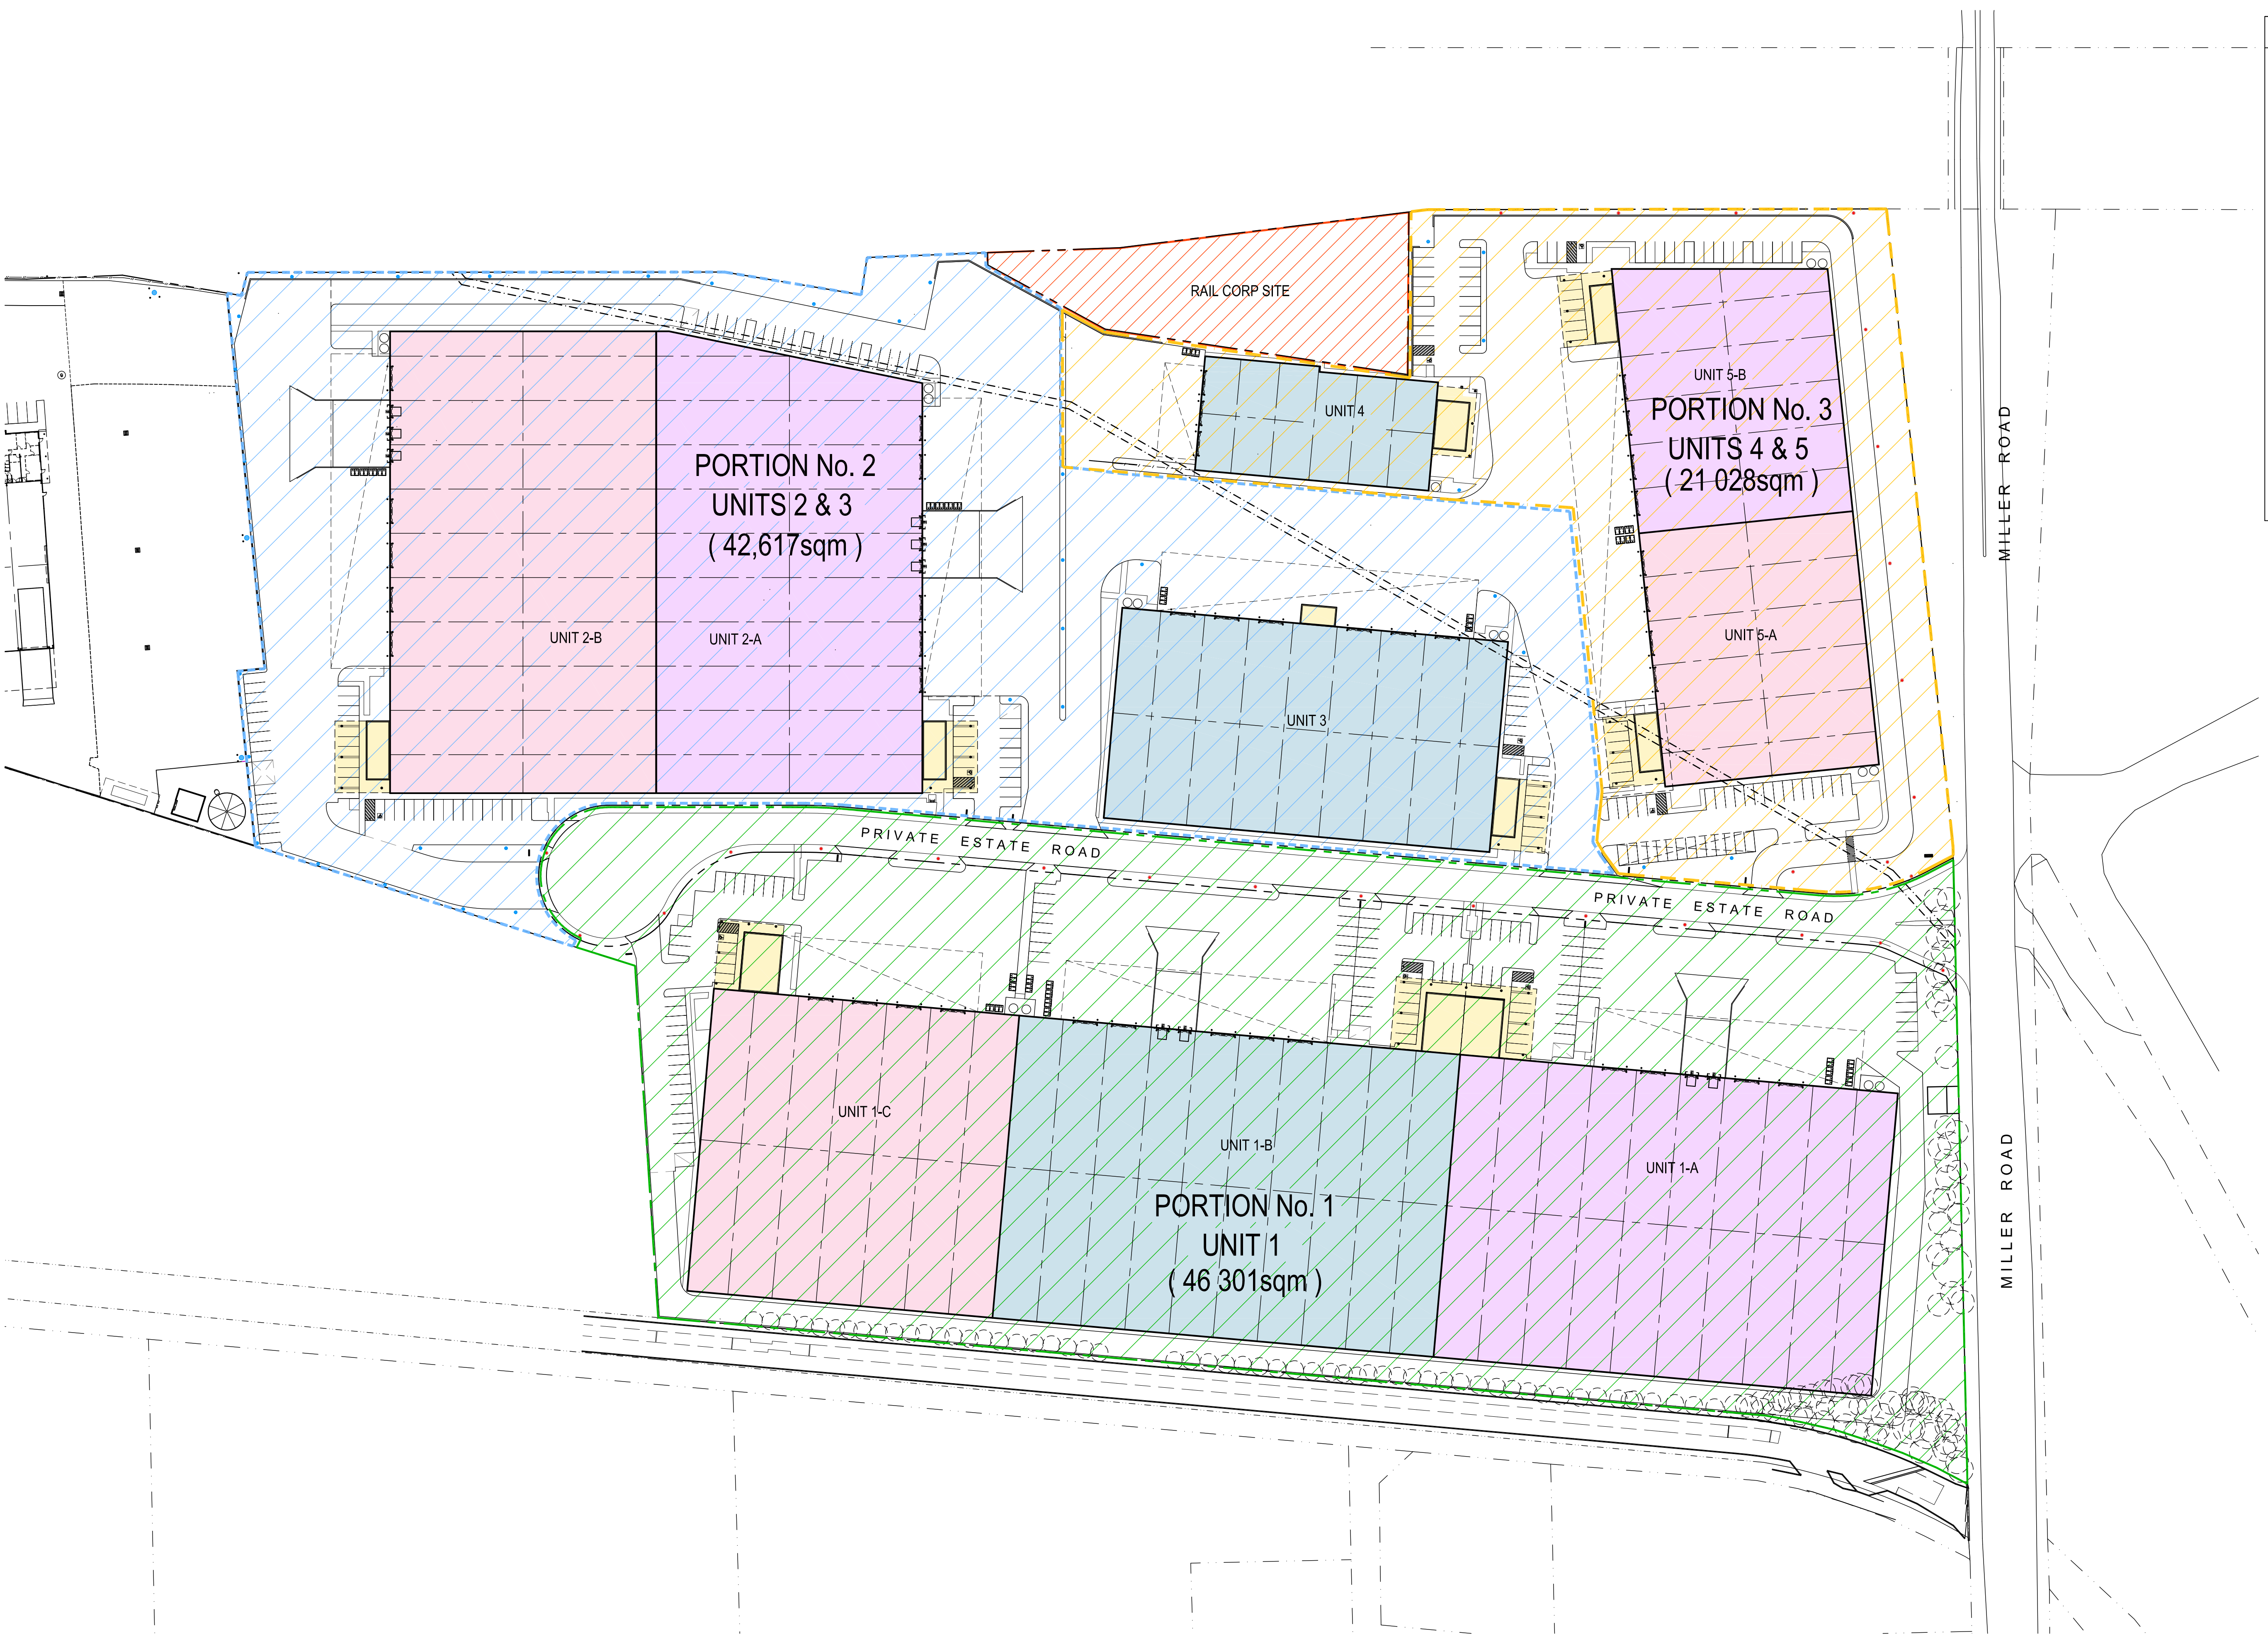 RAIL CORP SITE
UNIT 4
UNIT 5-B
PORTION No. 3
UNITS 4 & 5
( 21 028sqm )
MILLER ROAD
PORTION No. 2
UNITS 2 & 3
( 42,617sqm )
UNIT 2-B
UNIT 2-A
UNIT 5-A
UNIT 3
PRIVATE ESTATE ROAD
PRIVATE ESTATE ROAD
UNIT 1-C
UNIT 1-B
UNIT 1-A
PORTION No. 1
UNIT 1
( 46 301sqm )
MILLER ROAD